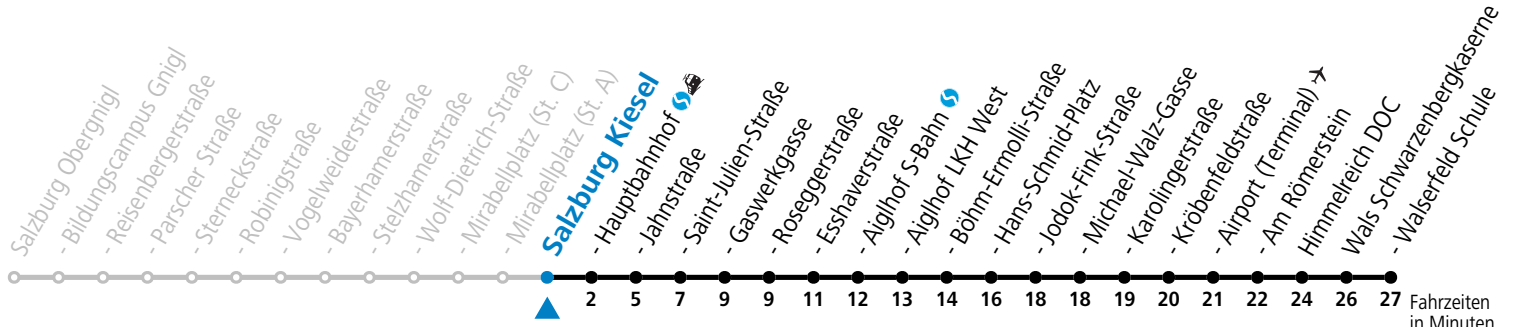 Salzburg Obergnigl
- Bildungscampus Gnigl
- Reisenbergerstraße
- Parscher Straße
- Sterneckstraße
- Robinigstraße
- Vogelweiderstraße
- Bayerhamerstraße
- Stelzhamerstraße
- Wolf-Dietrich-Straße
- Mirabellplatz (St. C)
- Mirabellplatz (St. A)
Salzburg Kiesel
- Hauptbahnhof
- Jahnstraße
- Saint-Julien-Straße
- Gaswerkgasse
- Roseggerstraße
- Esshaverstraße
- Aiglhof S-Bahn
- Aiglhof LKH West
- Böhm-Ermolli-Straße
- Hans-Schmid-Platz
- Jodok-Fink-Straße
- Michael-Walz-Gasse
- Karolingerstraße
- Kröbenfeldstraße
- Airport (Terminal)
- Am Römerstein
Himmelreich DOC
Wals Schwarzenbergkaserne
- Walserfeld Schule
2 5 7 9 9 11 12 13 14 16 18 18 19 20 21 22 24 26 27 Fahrzeiten
in Minuten